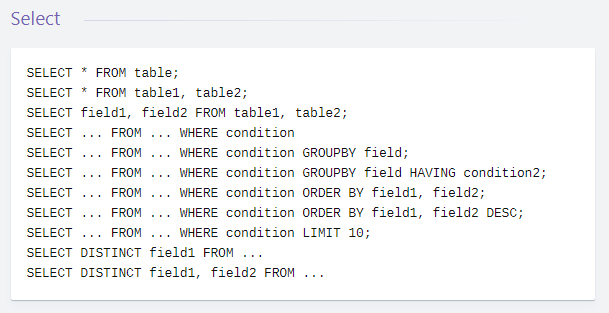 Select
SELECT * FROM table;
SELECT * FROM table1, table2;
SELECT field1, field2 FROM table1, table2;
SELECT ... FROM ... WHERE condition
SELECT ... FROM ... WHERE condition GROUPBY field;
SELECT ... FROM ... WHERE condition GROUPBY field HAVING condition2;
SELECT ... FROM ... WHERE condition ORDER BY field1, field2;
SELECT ... FROM ... WHERE condition ORDER BY field1, field2 DESC;
SELECT ... FROM ... WHERE condition LIMIT 10;
SELECT DISTINCT field1 FROM ...
SELECT DISTINCT field1, field2 FROM ...